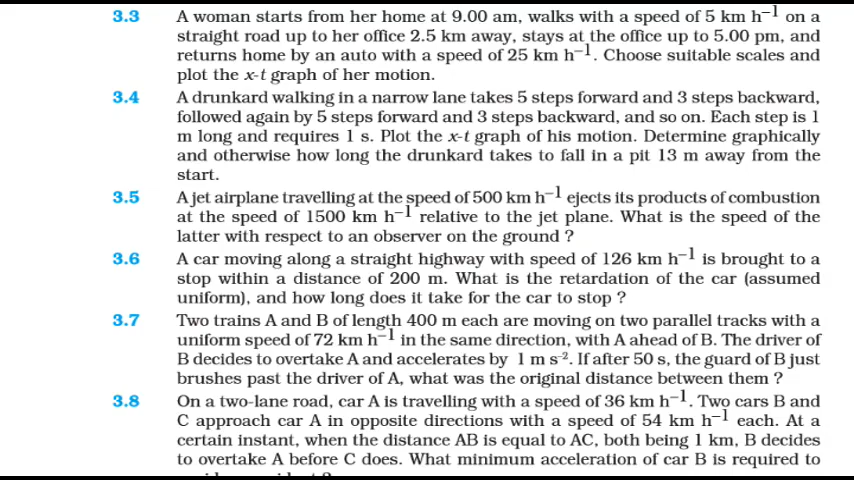 3.3 A woman starts from her home at 9.00 am, walks with a speed of 5 km h–1 on a
straight road up to her office 2.5 km away, stays at the office up to 5.00 pm, and
returns home by an auto with a speed of 25 km h–1. Choose suitable scales and
plot the x-t graph of her motion.
3.4 A drunkard walking in a narrow lane takes 5 steps forward and 3 steps backward,
followed again by 5 steps forward and 3 steps backward, and so on. Each step is 1
m long and requires 1 s. Plot the x-t graph of his motion. Determine graphically
and otherwise how long the drunkard takes to fall in a pit 13 m away from the
start.
3.5 A jet airplane travelling at the speed of 500 km h–1 ejects its products of combustion
at the speed of 1500 km h–1 relative to the jet plane. What is the speed of the
latter with respect to an observer on the ground ?
3.6 A car moving along a straight highway with speed of 126 km h–1 is brought to a
stop within a distance of 200 m. What is the retardation of the car (assumed
uniform), and how long does it take for the car to stop ?
3.7 Two trains A and B of length 400 m each are moving on two parallel tracks with a
uniform speed of 72 km h–1 in the same direction, with A ahead of B. The driver of
B decides to overtake A and accelerates by 1 m s-2. If after 50 s, the guard of B just
brushes past the driver of A, what was the original distance between them ?
3.8 On a two-lane road, car A is travelling with a speed of 36 km h–1. Two cars B and
C approach car A in opposite directions with a speed of 54 km h–1 each. At a
certain instant, when the distance AB is equal to AC, both being 1 km, B decides
to overtake A before C does. What minimum acceleration of car B is required to